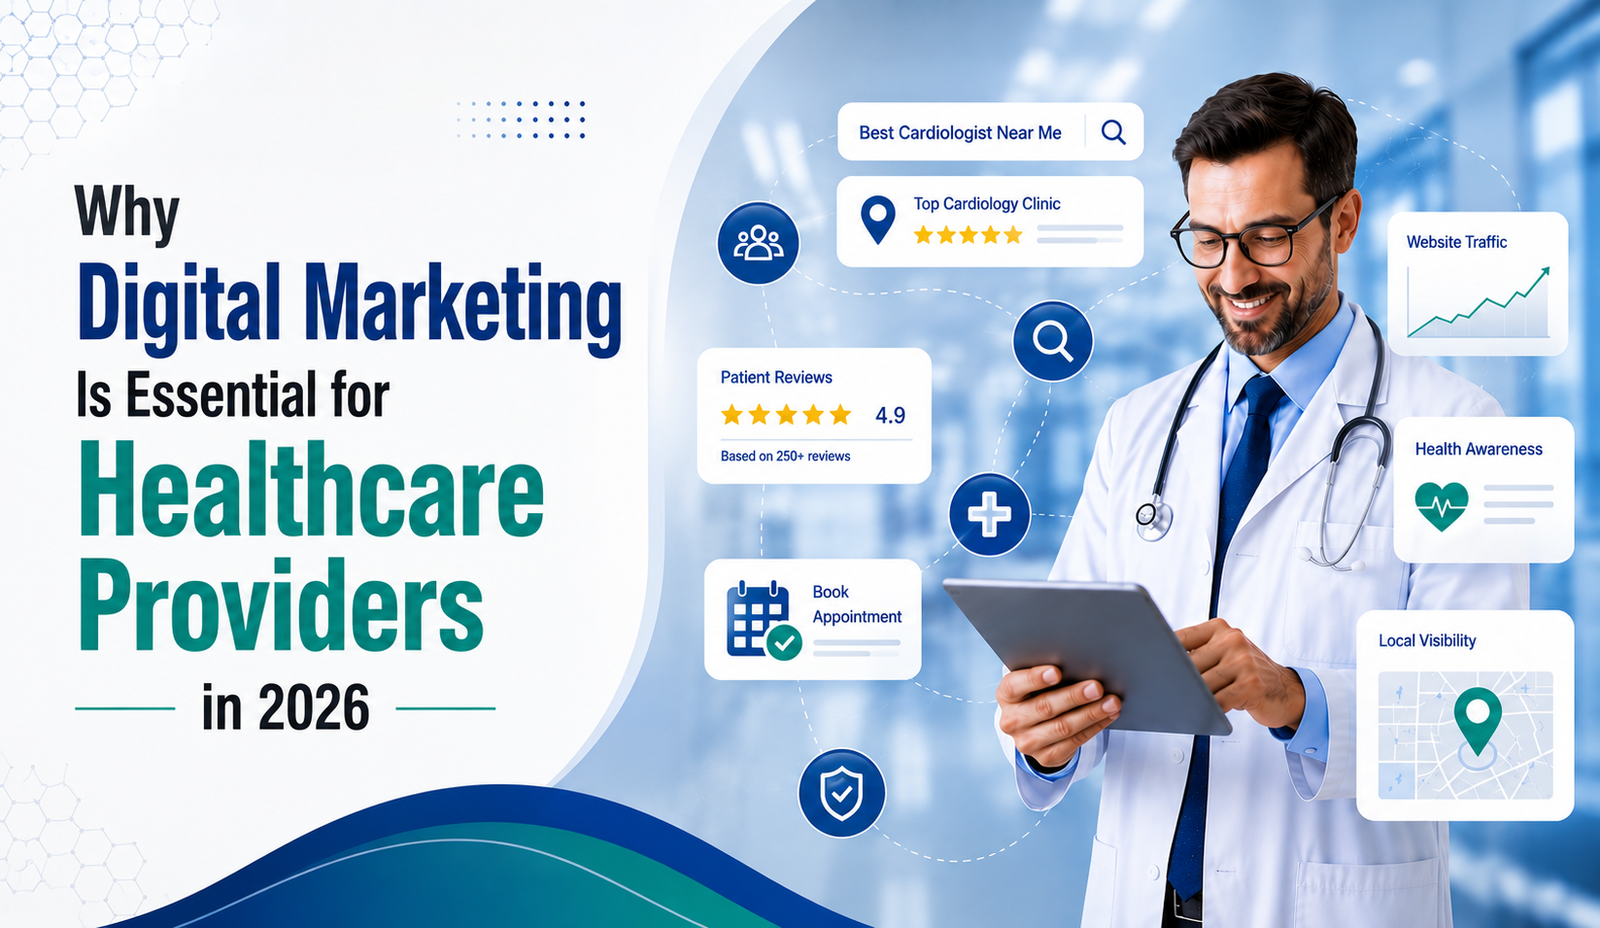 Why
Digital Marketing
Is Essential for
Healthcare
Providers
in 2026
Best Cardiologist Near Me
Top Cardiology Clinic
Patient Reviews
4.9
Based on 250+ reviews
Book
Appointment
Website Traffic
Health Awareness
Local Visibility